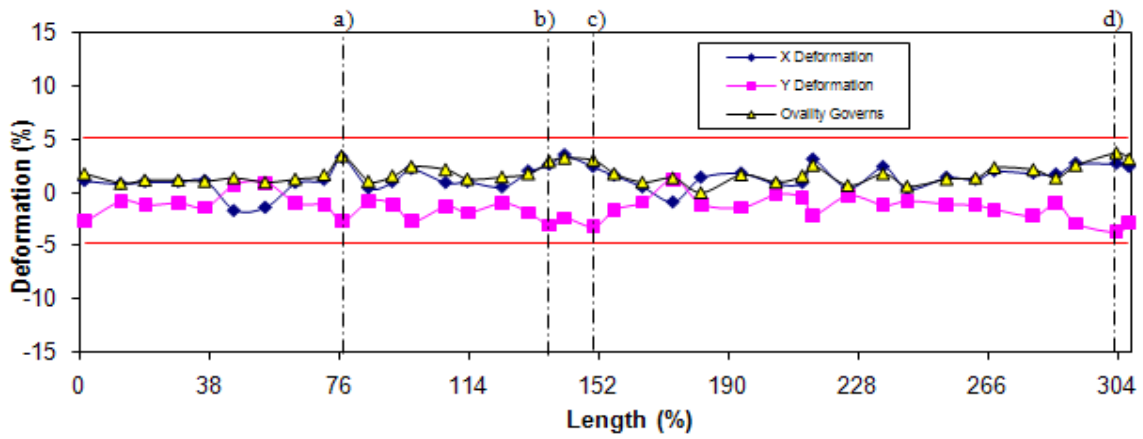 a) b) c) d)
15
10
5
0
-5
-10
-15
Deformation (%)
X Deformation
Y Deformation
Ovality Governs
0 38 76 114 152 190 228 266 304
Length (%)